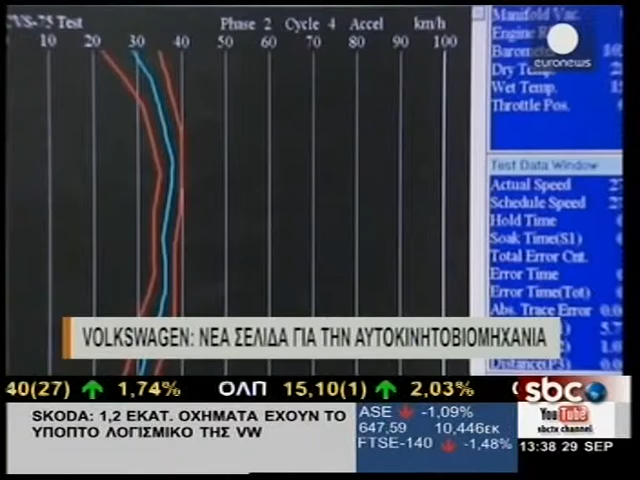 CVS-75 Test Phase 2 Cycle 4 Accel km/h
10 20 30 40 50 60 70 80 90 100
Manifold Vac.
Engine
Barometer
Dry Temp.
Wet Temp.
Throttle Pos.
euronews
Test Data Window
Actual Speed
Schedule Speed
Hold Time
Soak Time(S1)
Total Error Cnt.
Error Time
Error Time(Tot)
Abs. Trace Error
Distance(P3)
VOLKSWAGEN: ΝΕΑ ΣΕΛΙΔΑ ΓΙΑ ΤΗΝ ΑΥΤΟΚΙΝΗΤΟΒΙΟΜΗΧΑΝΙΑ
40(27) 1,74% ΟΛΠ 15,10(1) 2,03%
sbc
SKODA: 1,2 ΕΚΑΤ. ΟΧΗΜΑΤΑ ΕΧΟΥΝ ΤΟ
ΥΠΟΠΤΟ ΛΟΓΙΣΜΙΚΟ ΤΗΣ VW
ASE -1,09%
647,59 10,446εκ
FTSE-140 -1,48%
YouTube
sbctv channel
13:38 29 SEP